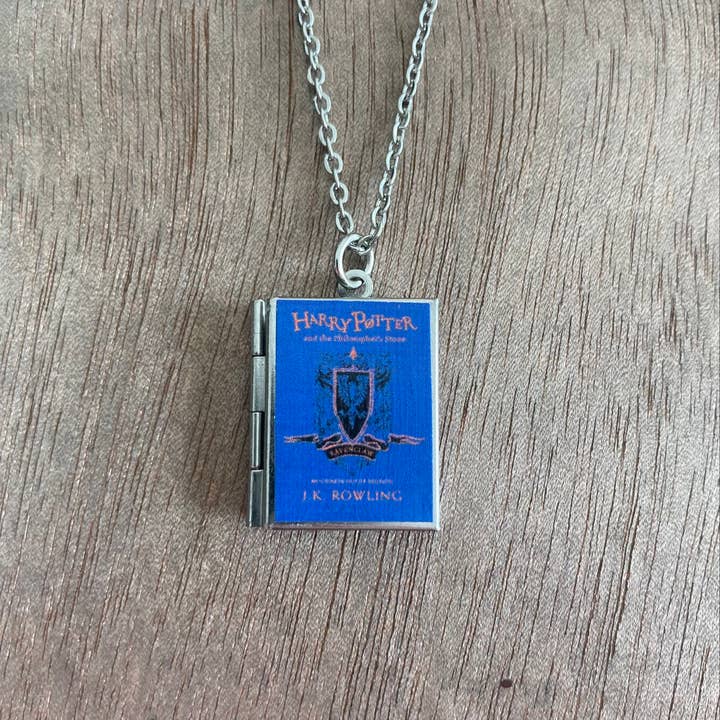 HARRY POTTER
and the Philosopher's Stone
RAVENCLAW
J.K. ROWLING